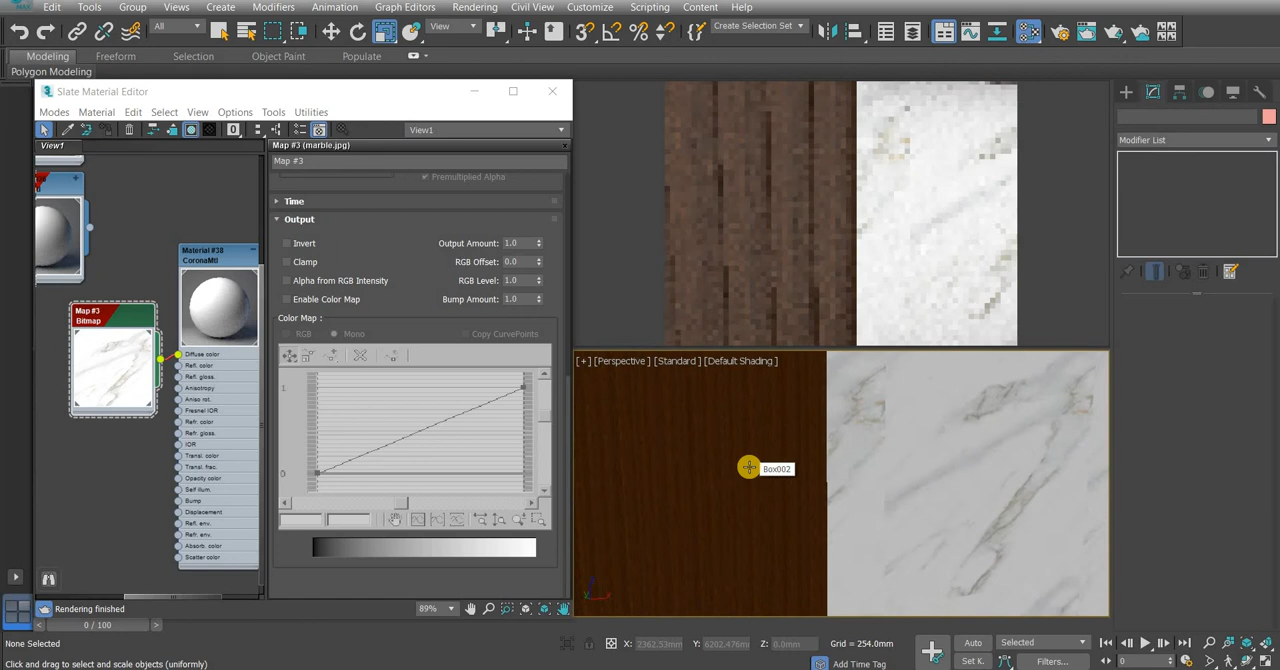 Edit Tools Group Views Create Modifiers Animation Graph Editors Rendering Civil View Customize Scripting Content Help
All
View
Create Selection Set
Modeling Freeform Selection Object Paint Populate
Polygon Modeling
Slate Material Editor
Modes Material Edit Select View Options Tools Utilities
View1
View1
Map #3 (marble.jpg)
Map #3
Premultiplied Alpha
Time
Output
Invert Output Amount: 1.0
Clamp RGB Offset: 0.0
Alpha from RGB Intensity RGB Level: 1.0
Enable Color Map Bump Amount: 1.0
Color Map :
RGB Mono Copy CurvePoints
1
0
Material #38
CoronaMtl
Map #3
Bitmap
Diffuse color
Refl. color
Refl. gloss.
Anisotropy
Aniso rot.
Fresnel IOR
Refr. color
Refr. gloss.
IOR
Transl. color
Transl. frac.
Opacity color
Self illum.
Bump
Displacement
Refl. env.
Refr. env.
Absorb. color
Scatter color
Rendering finished
89%
[+] [Perspective ] [Standard ] [Default Shading ]
Box002
Modifier List
0 / 100
None Selected
X: 2362.53mm Y: 6202.476mm Z: 0.0mm Grid = 254.0mm
Auto Selected
Set K. Filters...
0
Click and drag to select and scale objects (uniformly)
Add Time Tag